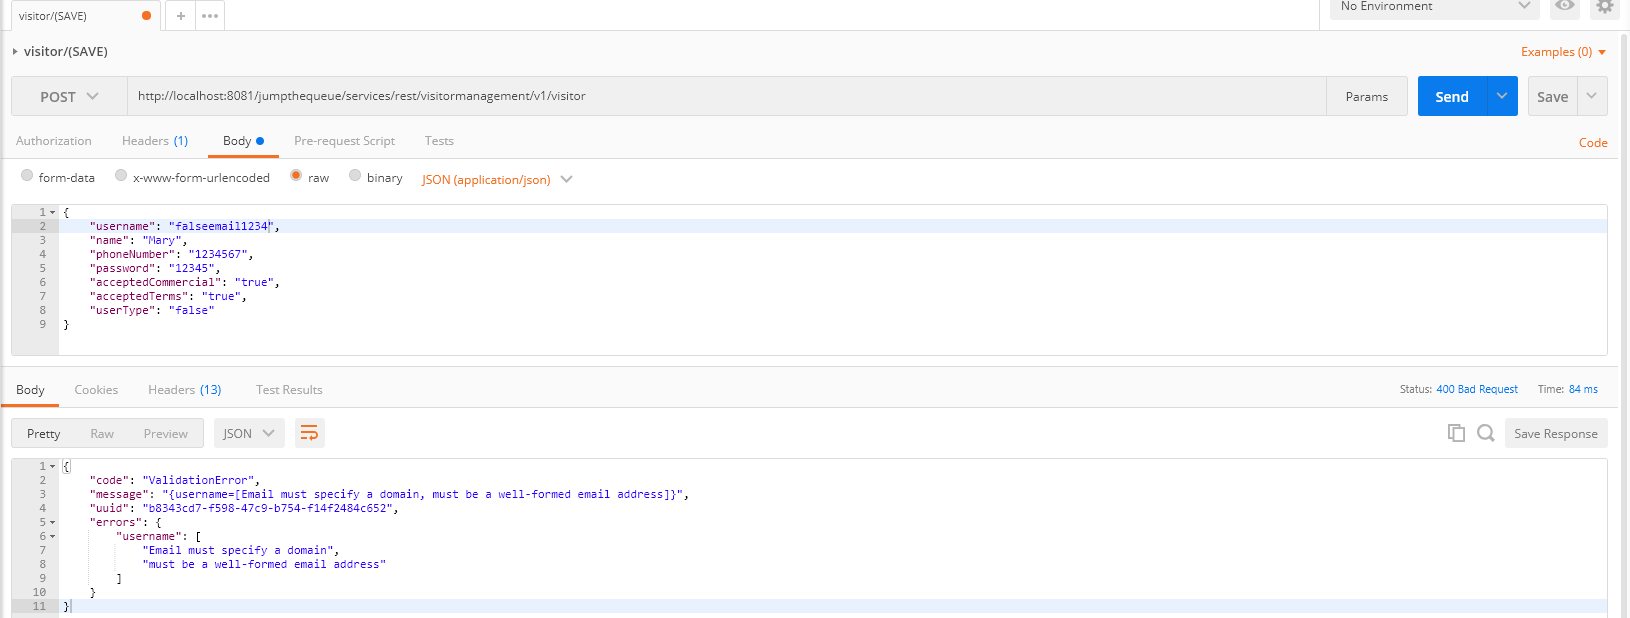 visitor/(SAVE)
+
•••
No Environment
visitor/(SAVE)
Examples (0)
POST
http://localhost:8081/jumpthequeue/services/rest/visitormanagement/v1/visitor
Params
Send
Save
Authorization
Headers (1)
Body
Pre-request Script
Tests
Code
form-data
x-www-form-urlencoded
raw
binary
JSON (application/json)
1 {
2 "username": "falseemail1234",
3 "name": "Mary",
4 "phoneNumber": "1234567",
5 "password": "12345",
6 "acceptedCommercial": "true",
7 "acceptedTerms": "true",
8 "userType": "false"
9 }
Body
Cookies
Headers (13)
Test Results
Status: 400 Bad Request
Time: 84 ms
Pretty
Raw
Preview
JSON
Save Response
1 {
2 "code": "ValidationError",
3 "message": "{username=[Email must specify a domain, must be a well-formed email address]}",
4 "uuid": "b8343cd7-f598-47c9-b754-f14f2484c652",
5 "errors": {
6 "username": [
7 "Email must specify a domain",
8 "must be a well-formed email address"
9 ]
10 }
11 }